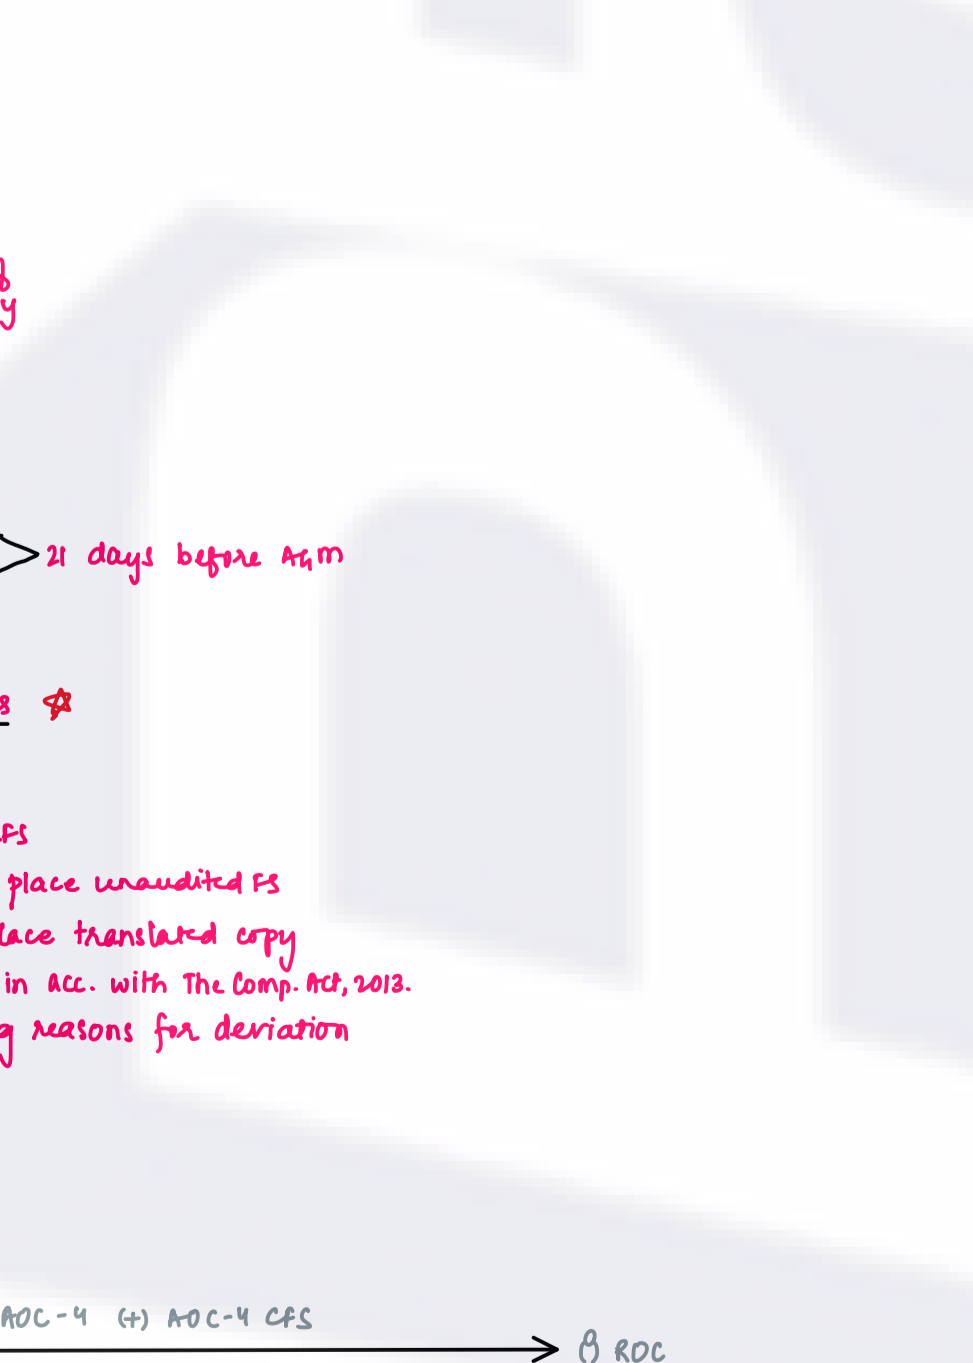 21 days before AGM
FS
place unaudited FS
lace translated copy
in acc. with The Comp. Act, 2013.
g reasons for deviation
AOC-4 (+) AOC-4 CFS
ROC